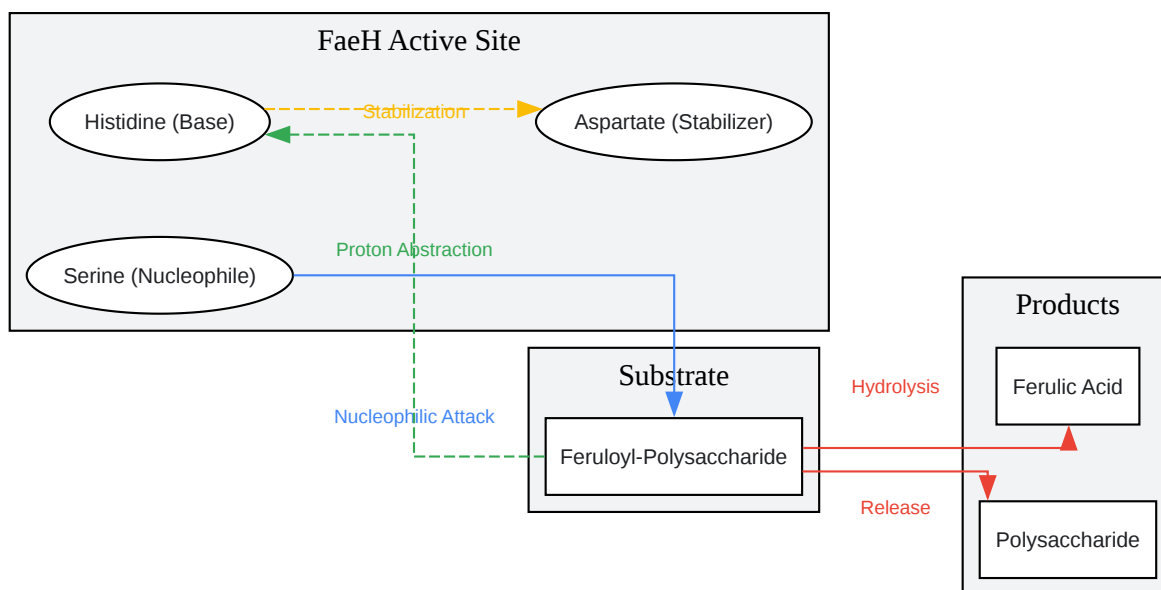 FaeH Active Site
Histidine (Base)
Stabilization
Aspartate (Stabilizer)
Proton Abstraction
Serine (Nucleophile)
Products
Substrate
Hydrolysis
Ferulic Acid
Nucleophilic Attack
Feruloyl-Polysaccharide
Release
Polysaccharide